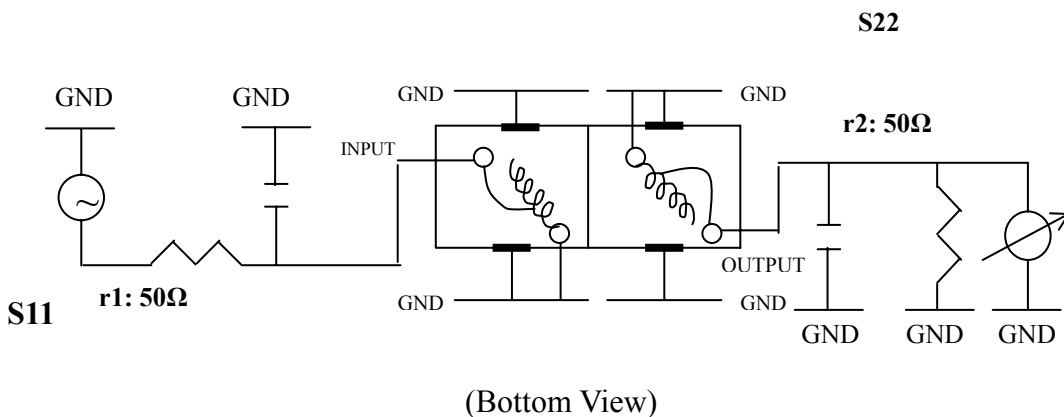 S22
GND
GND
GND
GND
r2: 50Ω
INPUT
OUTPUT
r1: 50Ω
S11
GND
GND
GND
GND
GND
(Bottom View)